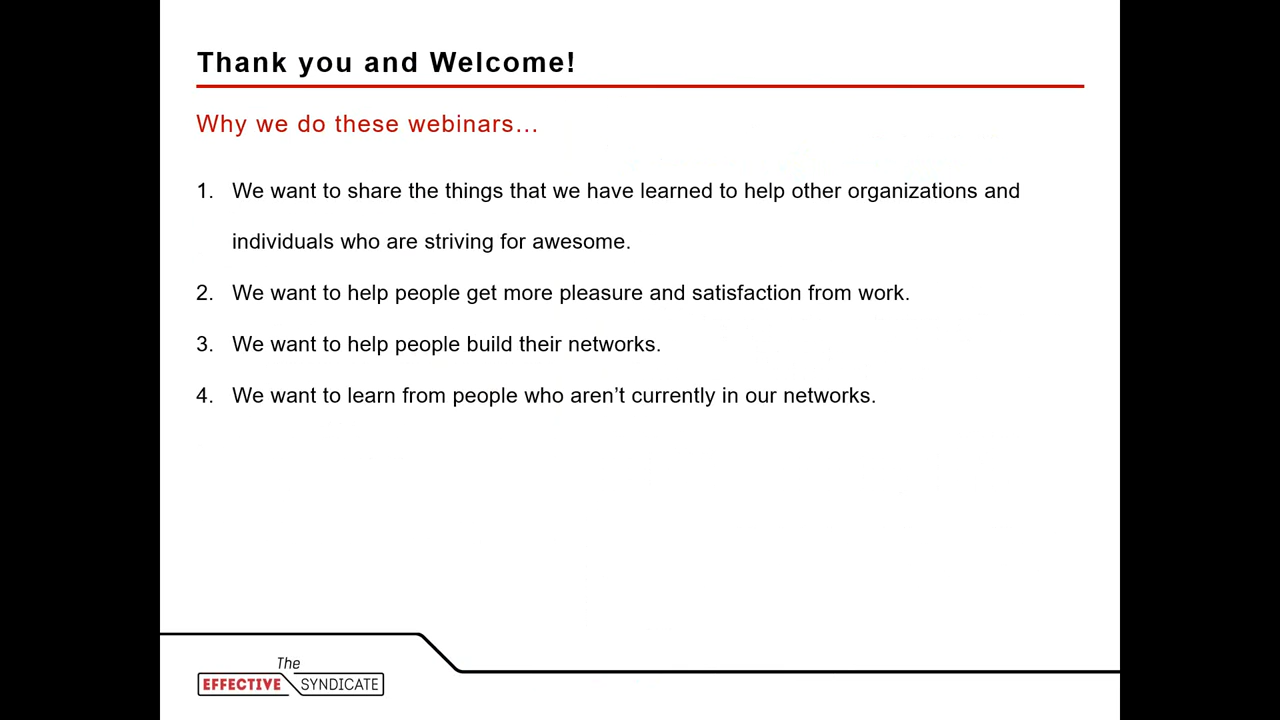 Thank you and Welcome!
Why we do these webinars…
1. We want to share the things that we have learned to help other organizations and
individuals who are striving for awesome.
2. We want to help people get more pleasure and satisfaction from work.
3. We want to help people build their networks.
4. We want to learn from people who aren’t currently in our networks.
The
EFFECTIVE SYNDICATE